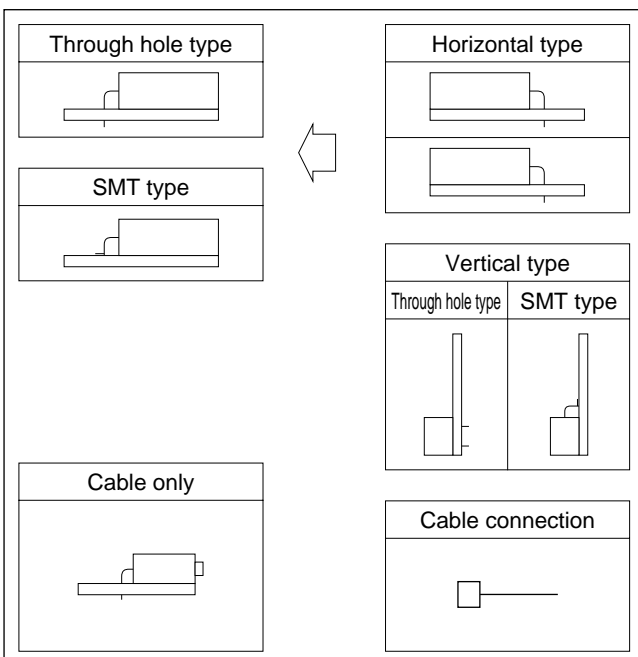 Through hole type
SMT type
Cable only
Horizontal type
Vertical type
Through hole type
SMT type
Cable connection